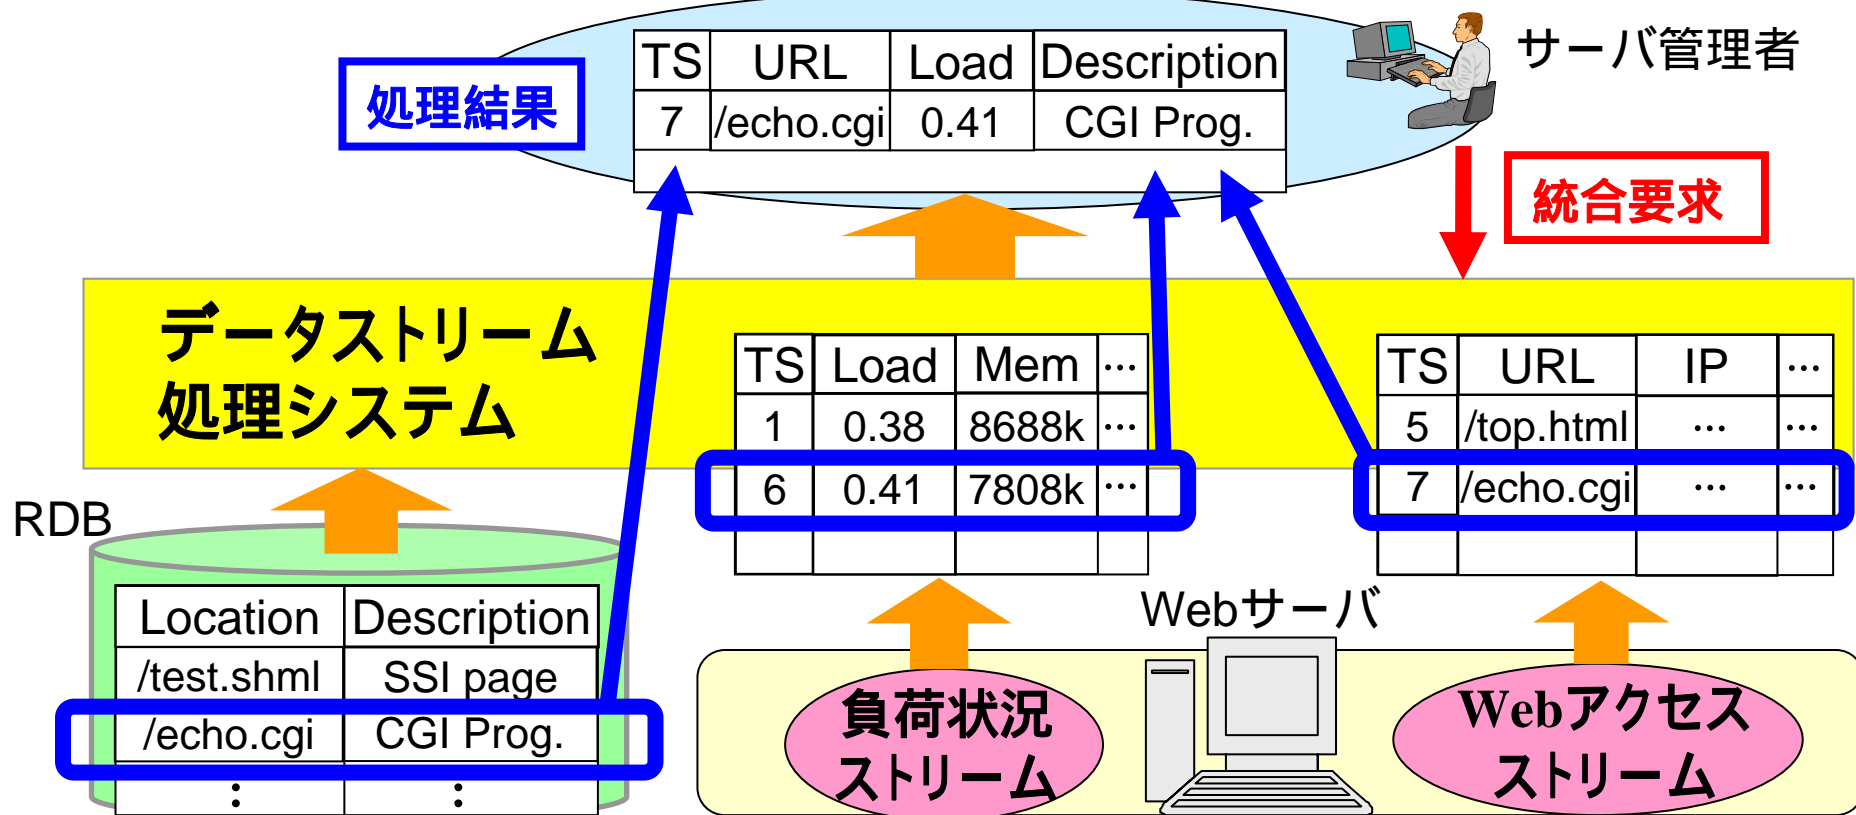 サーバ管理者
TS URL Load Description
7 /echo.cgi 0.41 CGI Prog.
処理結果
統合要求
データストリーム
処理システム
TS Load Mem …
1 0.38 8688k …
6 0.41 7808k …
TS URL IP …
5 /top.html … …
7 /echo.cgi … …
RDB
Location Description
/test.shml SSI page
/echo.cgi CGI Prog.
⋮ ⋮
Webサーバ
負荷状況
ストリーム
Webアクセス
ストリーム